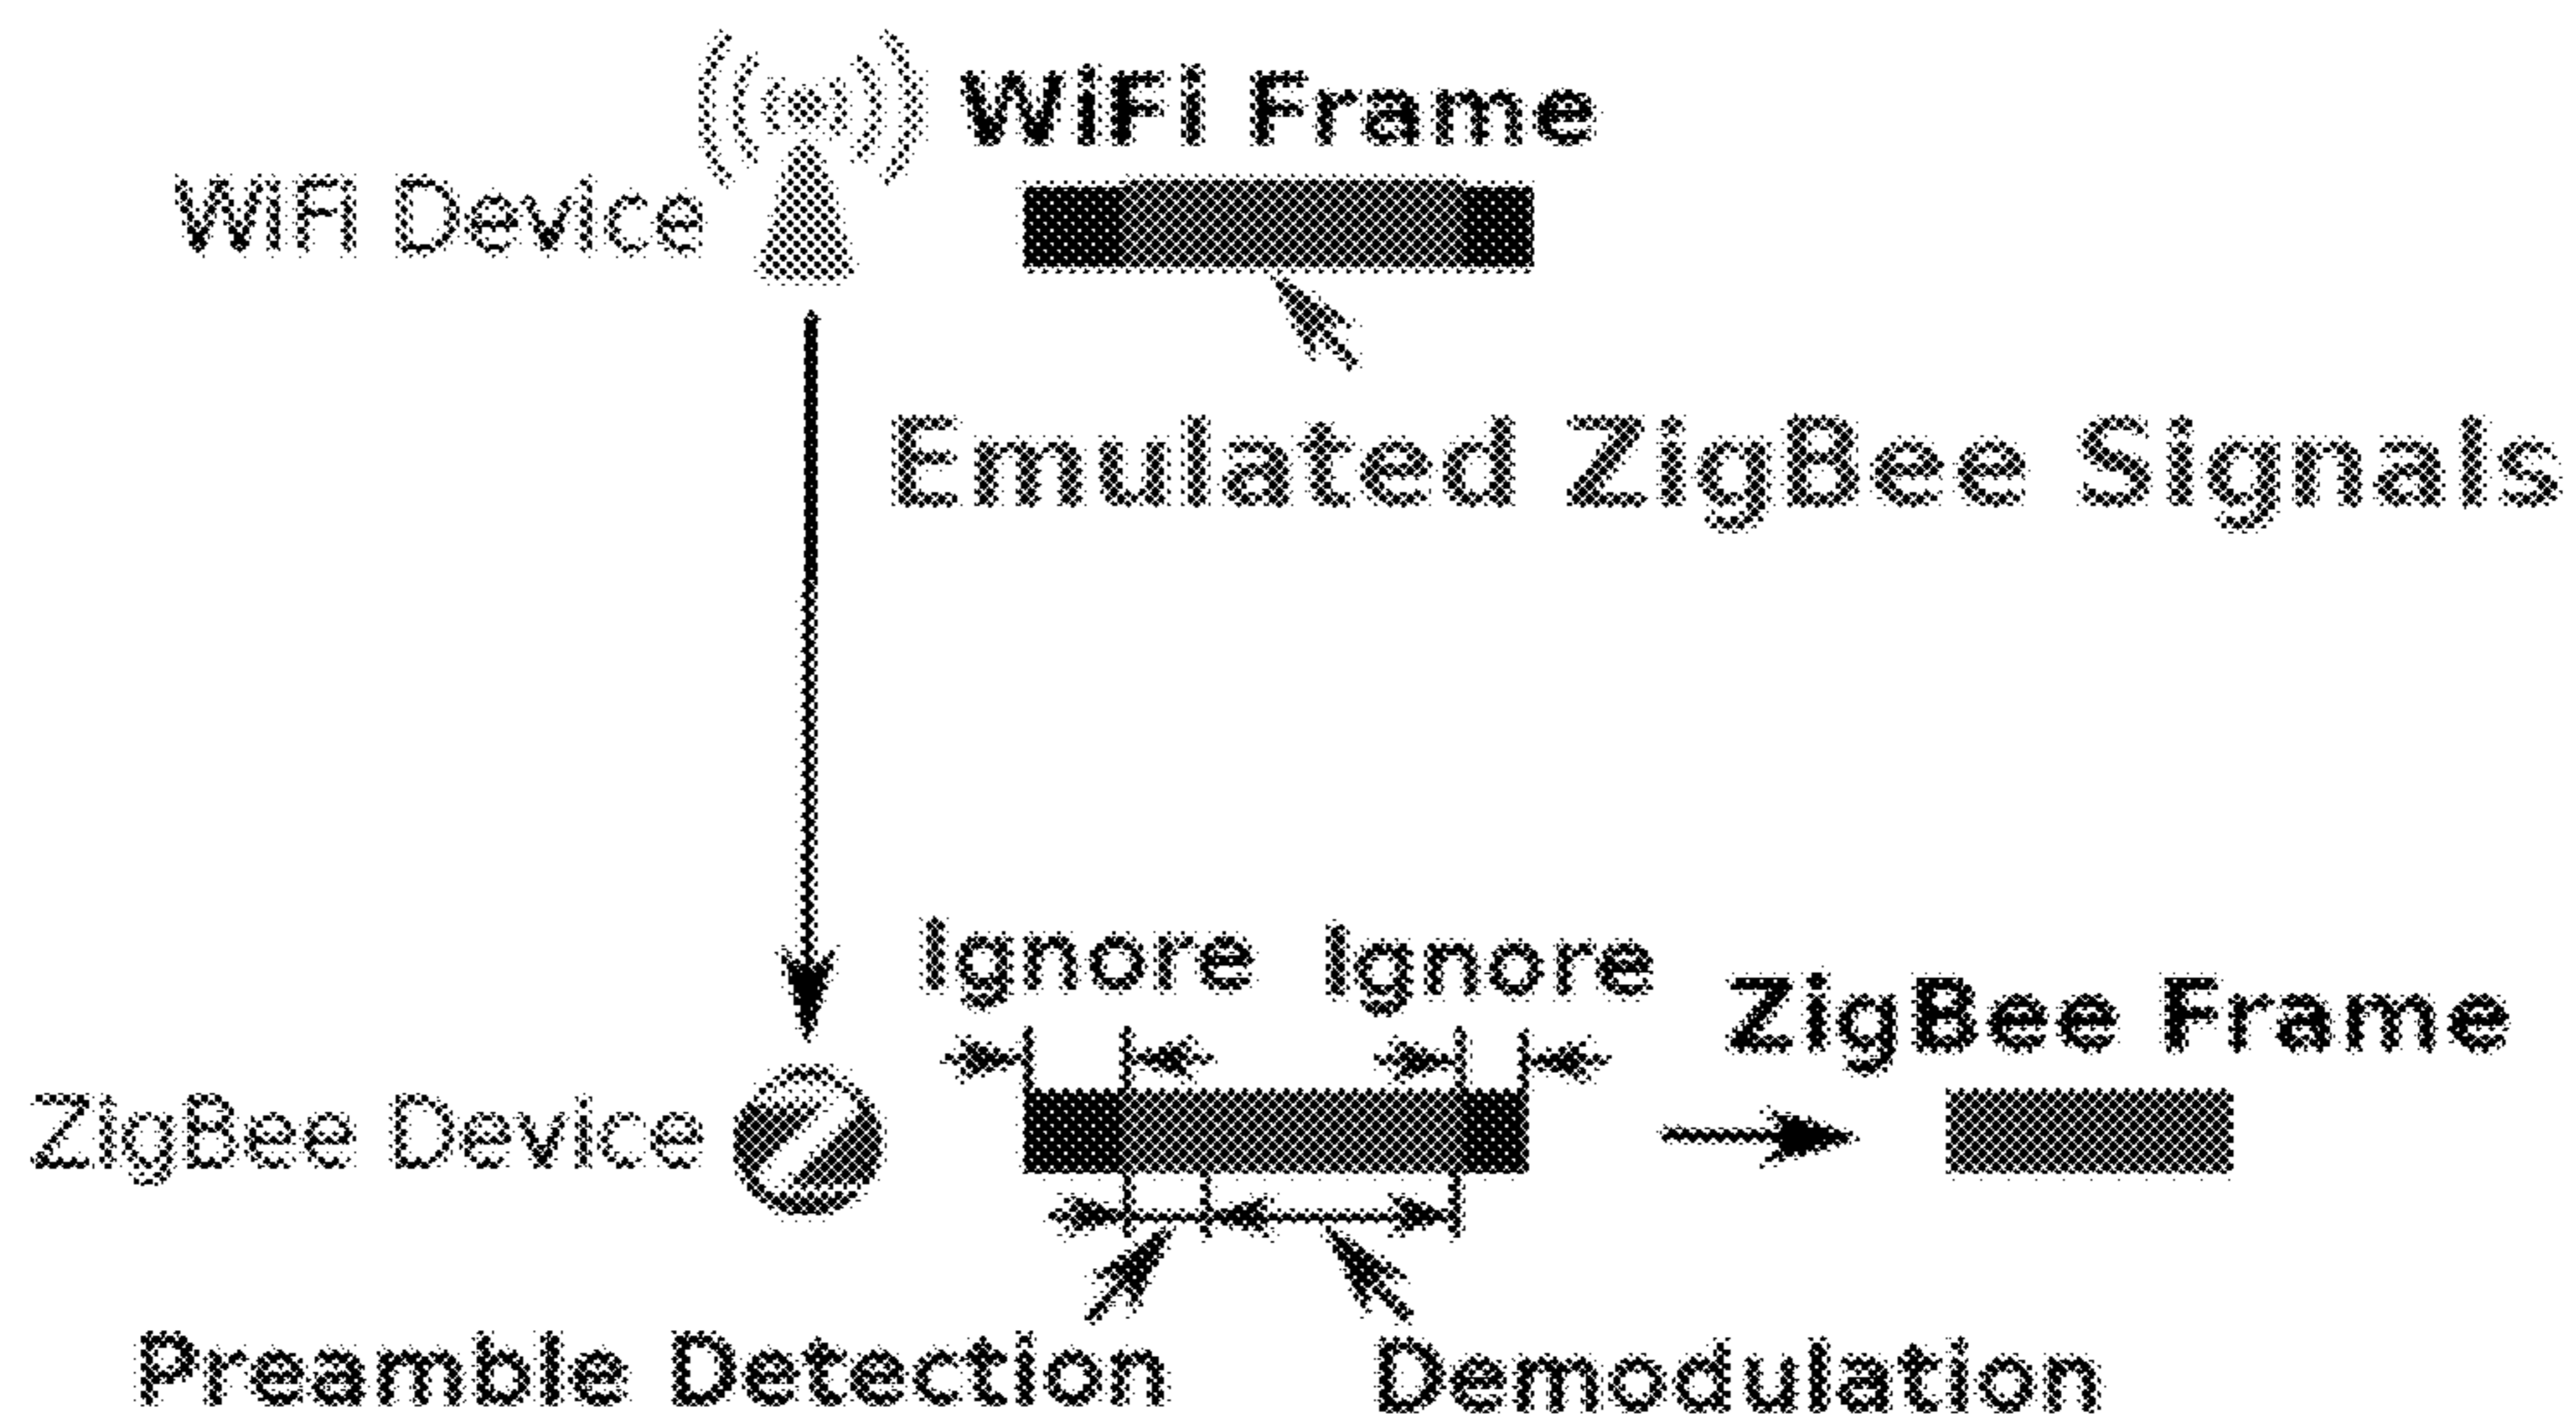 WiFi Frame
WiFi Device
Emulated ZigBee Signals
Ignore Ignore
ZigBee Frame
ZigBee Device
Preamble Detection
Demodulation